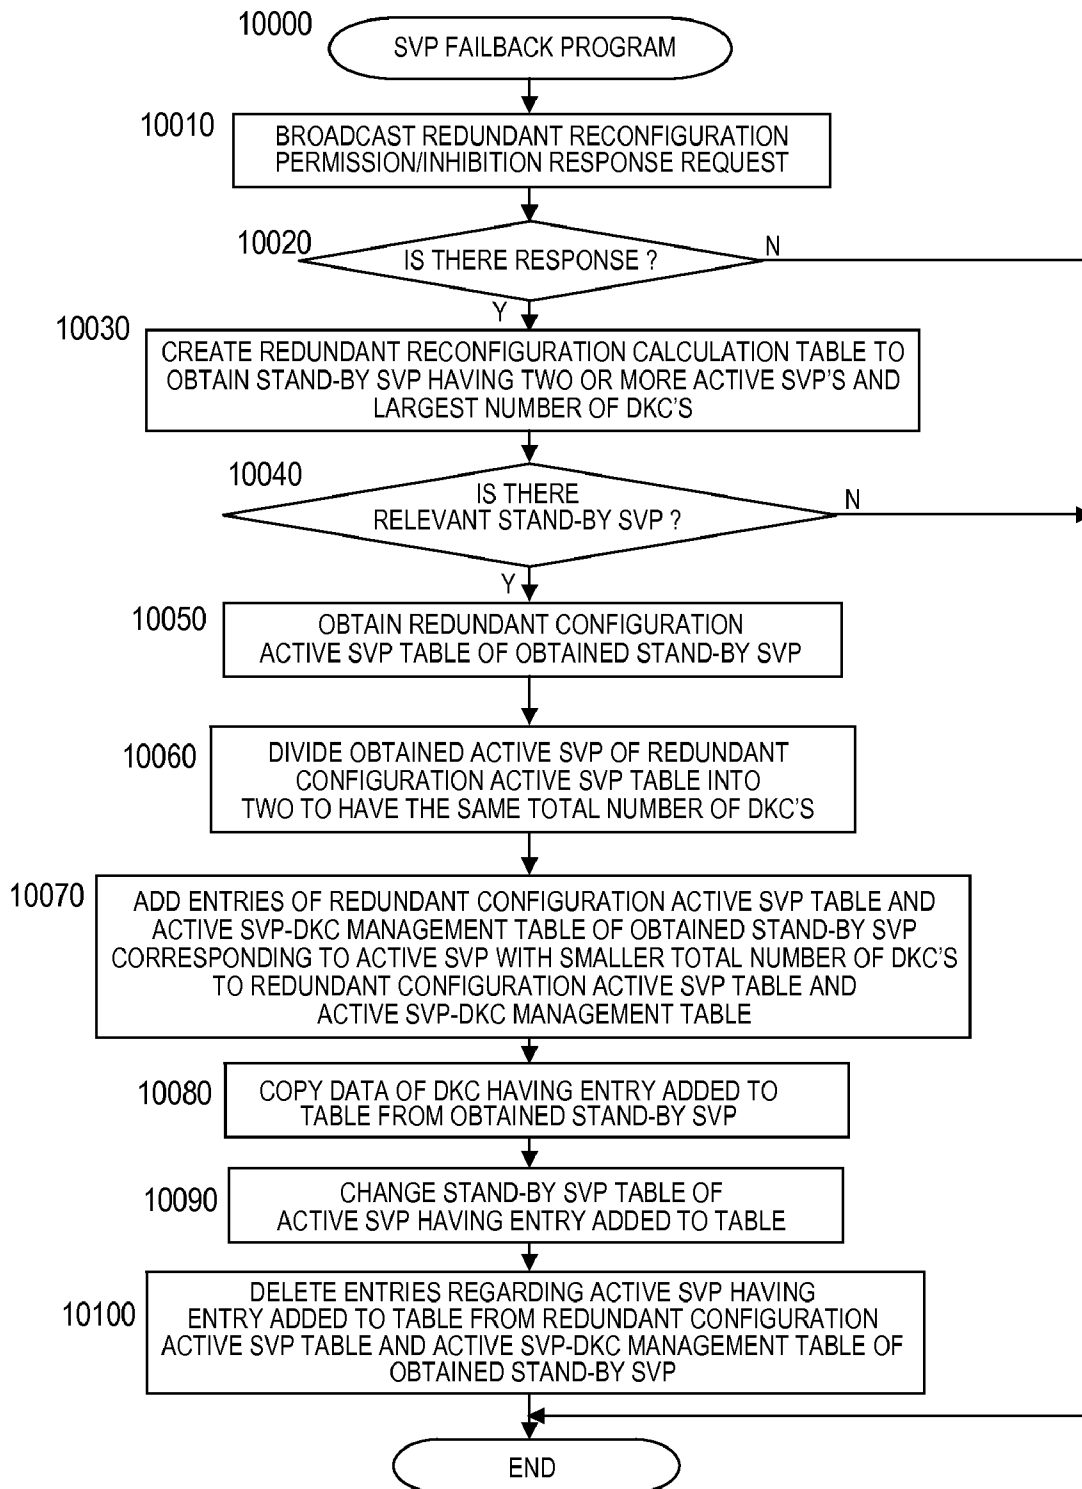 10000
SVP FAILBACK PROGRAM
10010
BROADCAST REDUNDANT RECONFIGURATION
PERMISSION/INHIBITION RESPONSE REQUEST
10020
IS THERE RESPONSE ?
N
Y
10030
CREATE REDUNDANT RECONFIGURATION CALCULATION TABLE TO
OBTAIN STAND-BY SVP HAVING TWO OR MORE ACTIVE SVP'S AND
LARGEST NUMBER OF DKC'S
10040
IS THERE
RELEVANT STAND-BY SVP ?
N
Y
10050
OBTAIN REDUNDANT CONFIGURATION
ACTIVE SVP TABLE OF OBTAINED STAND-BY SVP
10060
DIVIDE OBTAINED ACTIVE SVP OF REDUNDANT
CONFIGURATION ACTIVE SVP TABLE INTO
TWO TO HAVE THE SAME TOTAL NUMBER OF DKC'S
10070
ADD ENTRIES OF REDUNDANT CONFIGURATION ACTIVE SVP TABLE AND
ACTIVE SVP-DKC MANAGEMENT TABLE OF OBTAINED STAND-BY SVP
CORRESPONDING TO ACTIVE SVP WITH SMALLER TOTAL NUMBER OF DKC'S
TO REDUNDANT CONFIGURATION ACTIVE SVP TABLE AND
ACTIVE SVP-DKC MANAGEMENT TABLE
10080
COPY DATA OF DKC HAVING ENTRY ADDED TO
TABLE FROM OBTAINED STAND-BY SVP
10090
CHANGE STAND-BY SVP TABLE OF
ACTIVE SVP HAVING ENTRY ADDED TO TABLE
10100
DELETE ENTRIES REGARDING ACTIVE SVP HAVING
ENTRY ADDED TO TABLE FROM REDUNDANT CONFIGURATION
ACTIVE SVP TABLE AND ACTIVE SVP-DKC MANAGEMENT TABLE OF
OBTAINED STAND-BY SVP
END